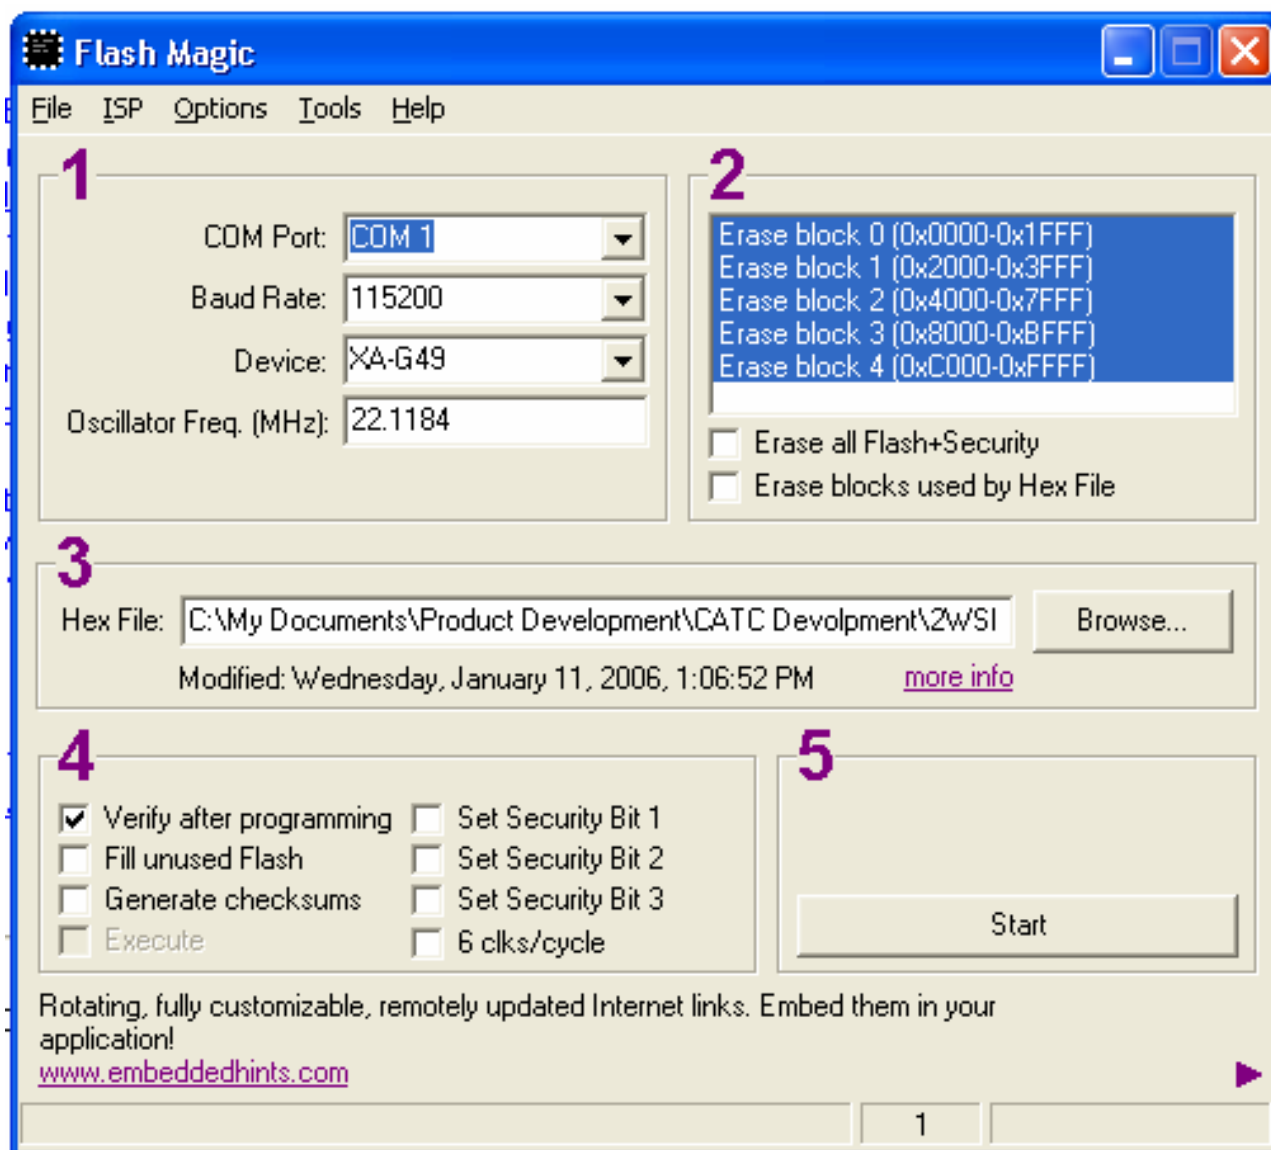 Flash Magic
File ISP Options Tools Help
1
COM Port: COM 1
Baud Rate: 115200
Device: XA-G49
Oscillator Freq. (MHz): 22.1184
2
Erase block 0 (0x0000-0x1FFF)
Erase block 1 (0x2000-0x3FFF)
Erase block 2 (0x4000-0x7FFF)
Erase block 3 (0x8000-0xBFFF)
Erase block 4 (0xC000-0xFFFF)
Erase all Flash+Security
Erase blocks used by Hex File
3
Hex File: C:\My Documents\Product Development\CATC Devolpment\2WSI Browse...
Modified: Wednesday, January 11, 2006, 1:06:52 PM more info
4
Verify after programming Set Security Bit 1
Fill unused Flash Set Security Bit 2
Generate checksums Set Security Bit 3
Execute 6 clks/cycle
5
Start
Rotating, fully customizable, remotely updated Internet links. Embed them in your
application!
www.embeddedhints.com
1